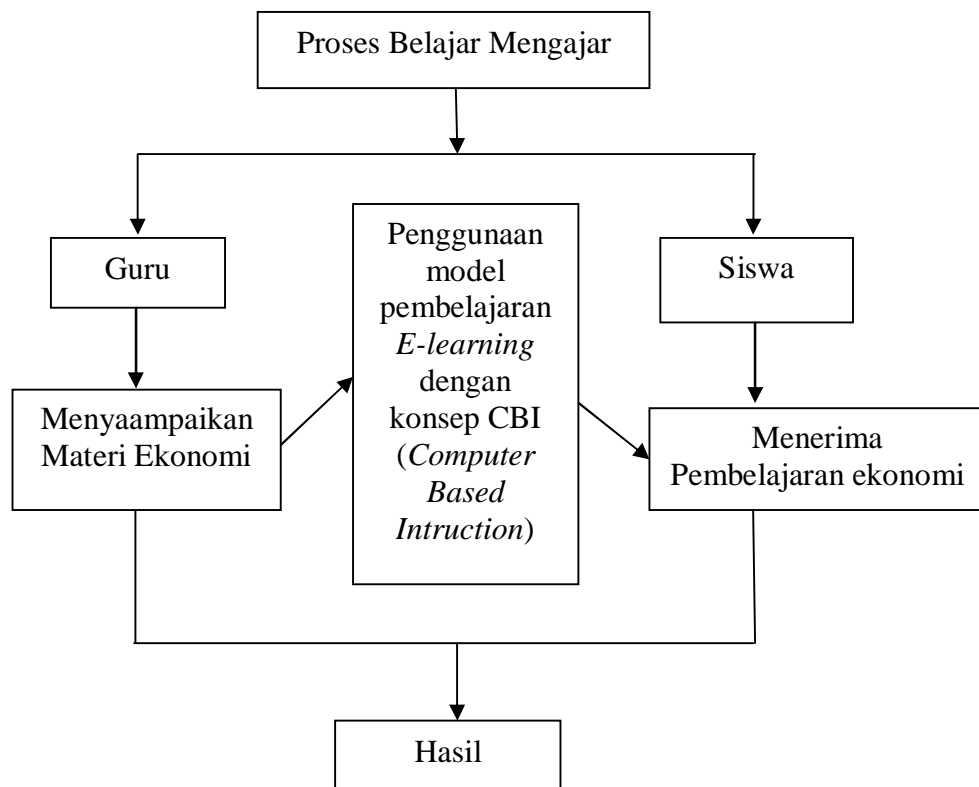 Proses Belajar Mengajar
Guru
Penggunaan
model
pembelajaran
E-learning
dengan
konsep CBI
(Computer
Based
Intruction)
Siswa
Menyaampaikan
Materi Ekonomi
Menerima
Pembelajaran ekonomi
Hasil